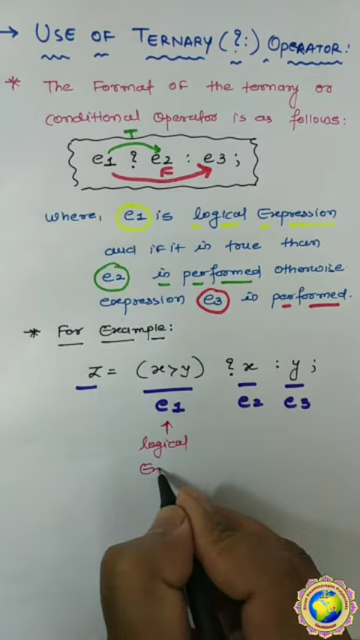 → USE OF TERNARY (?:) OPERATOR:
* The Format of the ternary or
conditional operator is as follows:
T
e1 ? e2 : e3 ;
F
where, e1 is logical Expression
and if it is true than
e2 is performed otherwise
expression e3 is performed.
* For Example:
Z = (x>y) ? x : y ;
e1 e2 e3
↑
logical
Ex